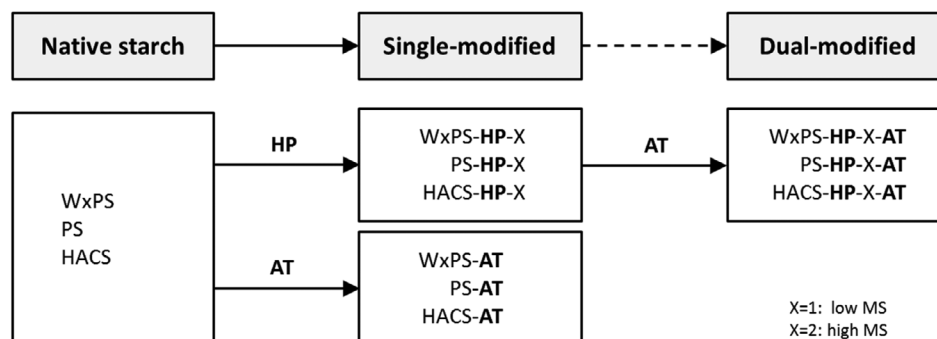 Native starch
Single-modified
Dual-modified
WxPS
PS
HACS
HP
WxPS-HP-X
PS-HP-X
HACS-HP-X
AT
WxPS-HP-X-AT
PS-HP-X-AT
HACS-HP-X-AT
AT
WxPS-AT
PS-AT
HACS-AT
X=1: low MS
X=2: high MS